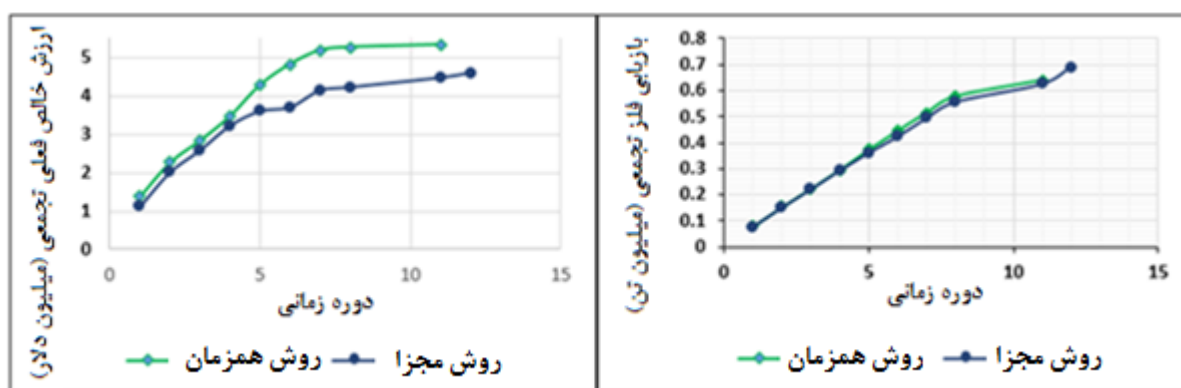 ارزش خالص فعلی تجمعی (میلیون دلار)
5
4
3
2
1
0
0 5 10 15
دوره زمانی
روش همزمان روش مجزا
بازیابی فلز تجمعی (میلیون تن)
0.8
0.7
0.6
0.5
0.4
0.3
0.2
0.1
0
0 5 10 15
دوره زمانی
روش همزمان روش مجزا